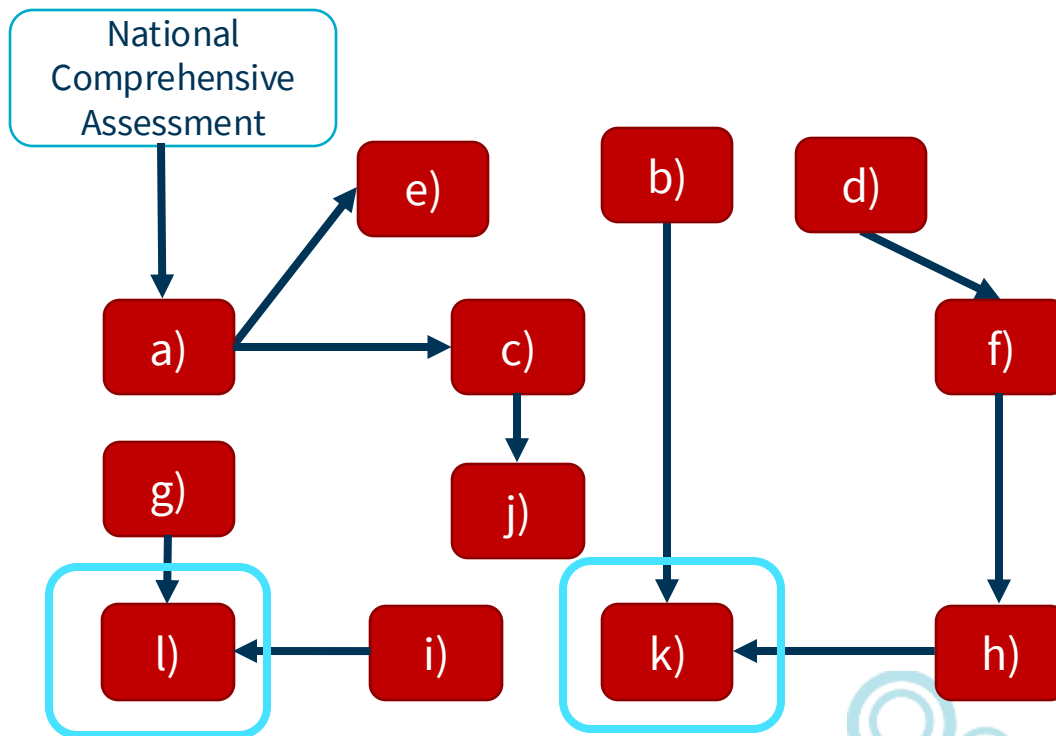 National
Comprehensive
Assessment
e)
b)
d)
a)
c)
f)
g)
j)
l)
i)
k)
h)